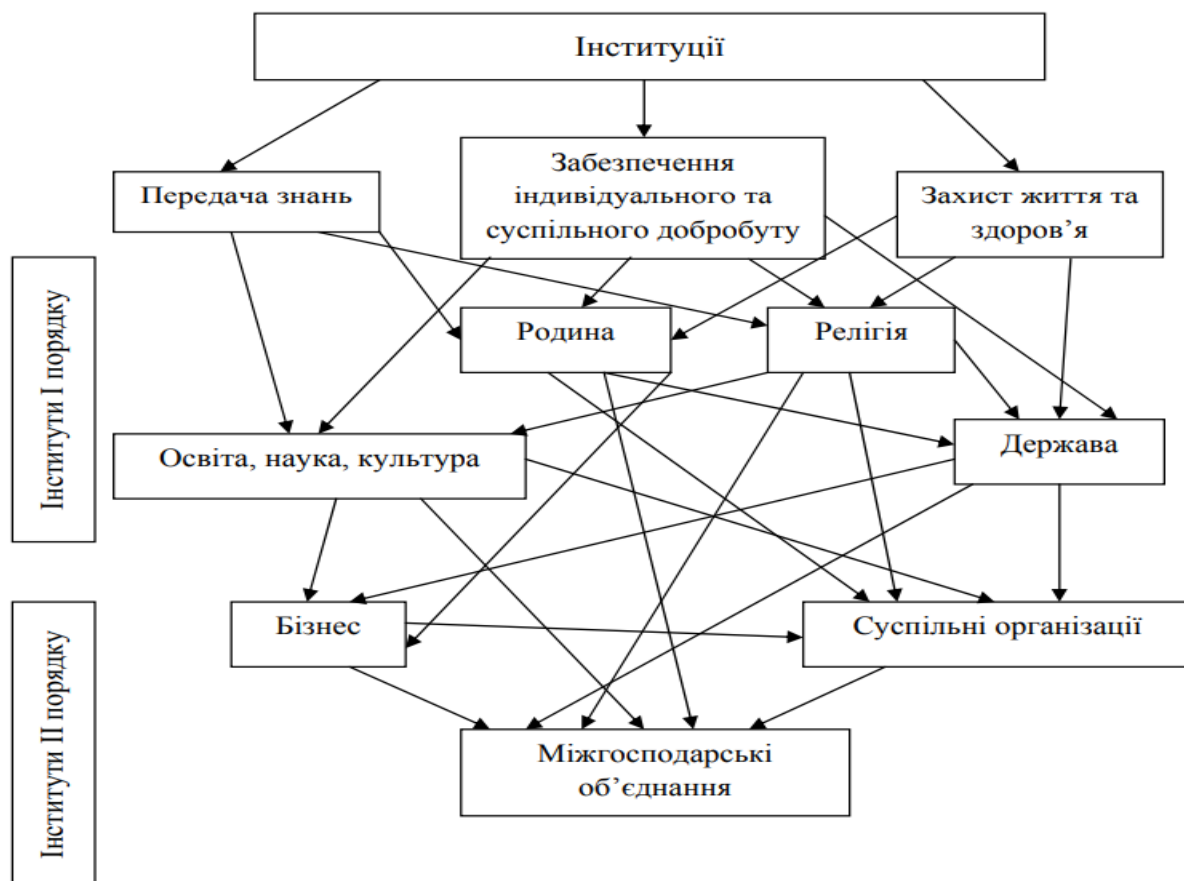 Інституції
Передача знань
Забезпечення
індивідуального та
суспільного добробуту
Захист життя та
здоров’я
Інститути І порядку
Родина
Релігія
Освіта, наука, культура
Держава
Інститути ІІ порядку
Бізнес
Суспільні організації
Міжгосподарські
об’єднання